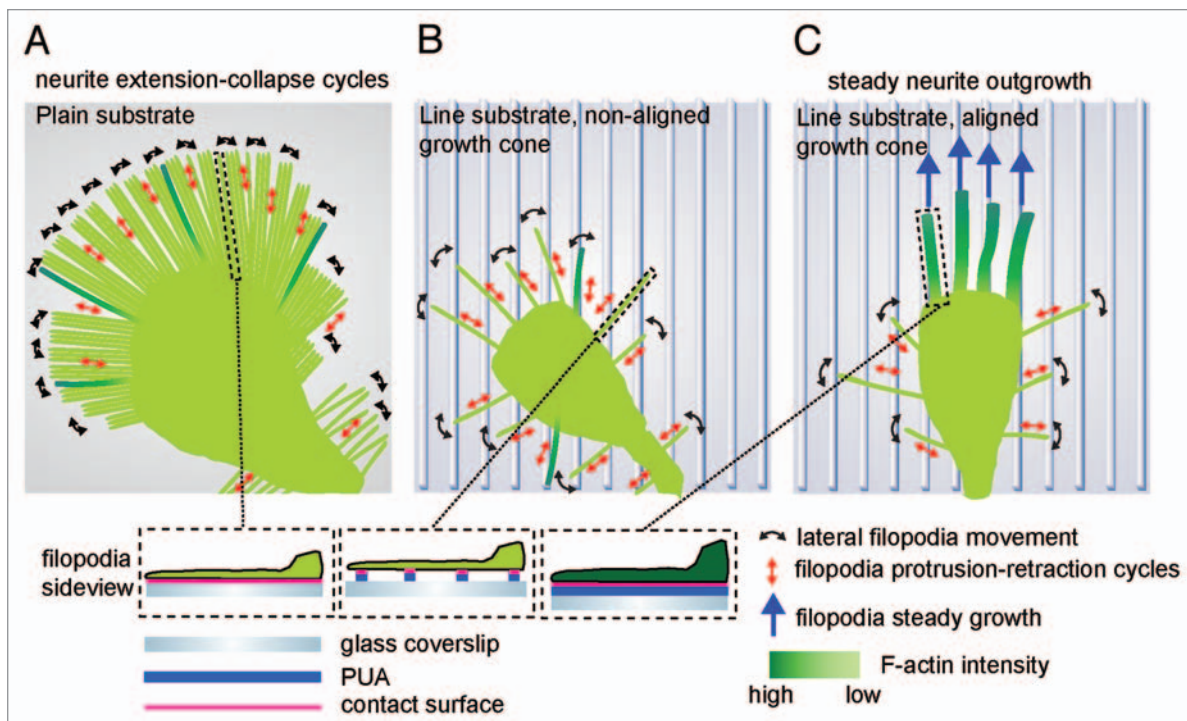 A
B
C
neurite extension-collapse cycles
steady neurite outgrowth
Plain substrate
Line substrate, non-aligned
growth cone
Line substrate, aligned
growth cone
filopodia
sideview
glass coverslip
PUA
contact surface
lateral filopodia movement
filopodia protrusion-retraction cycles
filopodia steady growth
F-actin intensity
high
low